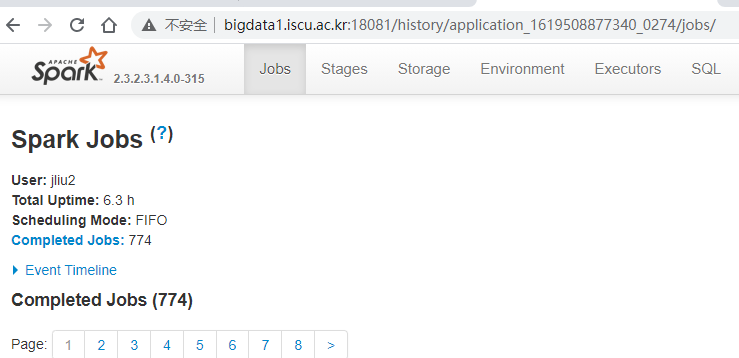 不安全 | bigdata1.iscu.ac.kr:18081/history/application_1619508877340_0274/jobs/
APACHE Spark 2.3.2.3.1.4.0-315 Jobs Stages Storage Environment Executors SQL
Spark Jobs (?)
User: jliu2
Total Uptime: 6.3 h
Scheduling Mode: FIFO
Completed Jobs: 774
Event Timeline
Completed Jobs (774)
Page: 1 2 3 4 5 6 7 8 >